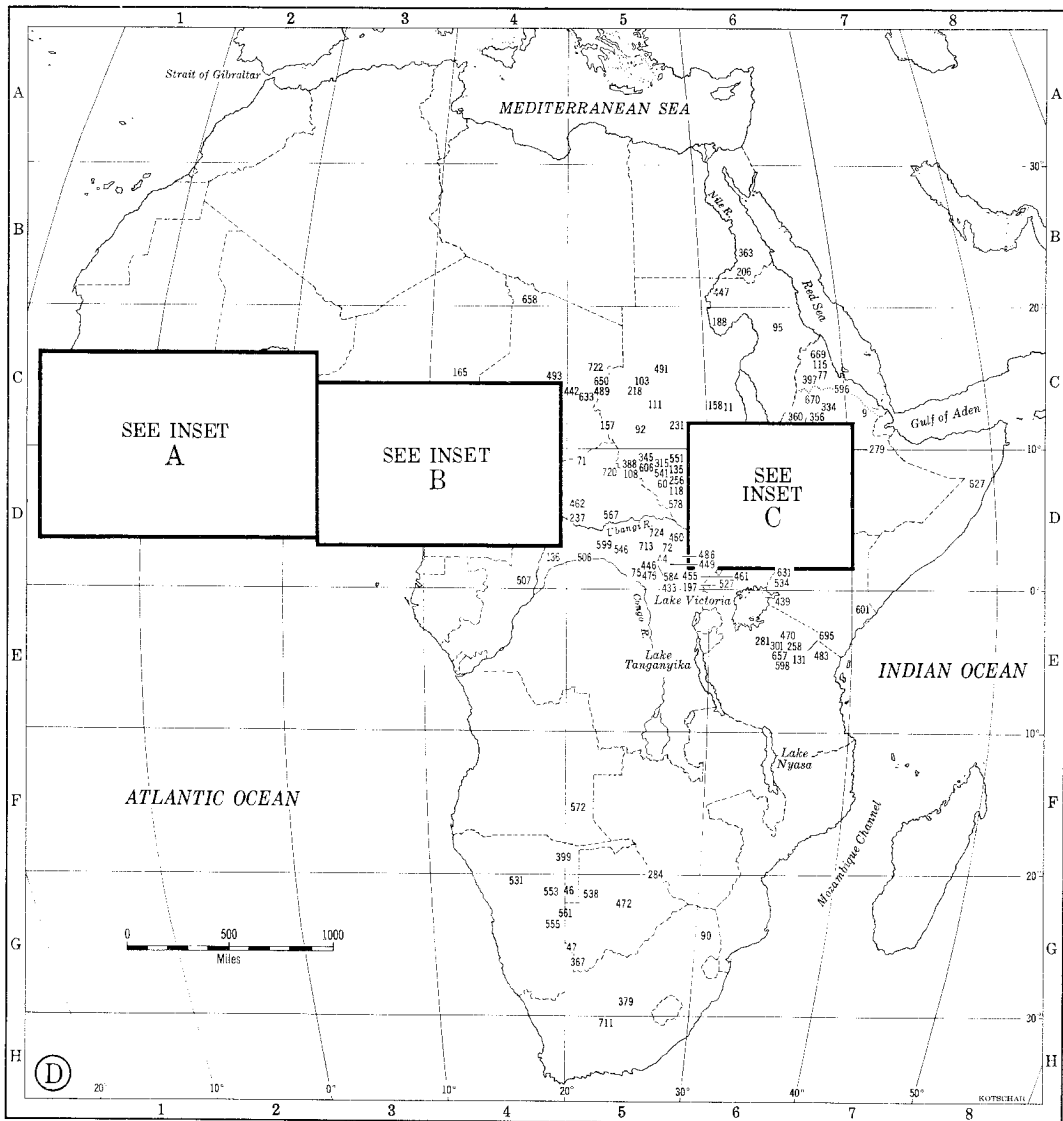 1 2 3 4 5 6 7 8
Strait of Gibraltar
A MEDITERRANEAN SEA A
30°
Nile R.
B B
363
206
447
658 Red Sea 20°
188 95
669
722 491 115
C 165 493 650 103 397 77 C
442 489 218 596
633 111 158 11 670 334
9 Gulf of Aden
157 92 231 360 356
SEE INSET
A
SEE INSET
B
SEE
INSET
C
279 10°
71 345 315 551
388 606 541 135
720 108 60 256 627
118
462 578
D 237 567 Ubangi R. D
724 460
599 546 713 72
136 506 44 486
446 449
75 475 584 455 461 631
507 433 197 527 534
0°
Lake Victoria 439
601
Congo R.
281 470 695
301 258
E 657 131 483 E
598
Lake
Tanganyika
INDIAN OCEAN
10°
Lake
Nyasa
ATLANTIC OCEAN
F 572 F
Mozambique Channel
399
284 20°
531
553 46 538
472
561
555
0 500 1000
Miles
G 47 90 G
367
379
711 20°
H H
D
20° 10° 0° 10° 20° 30° 40° 50°
KOTSCHAR
1 2 3 4 5 6 7 8